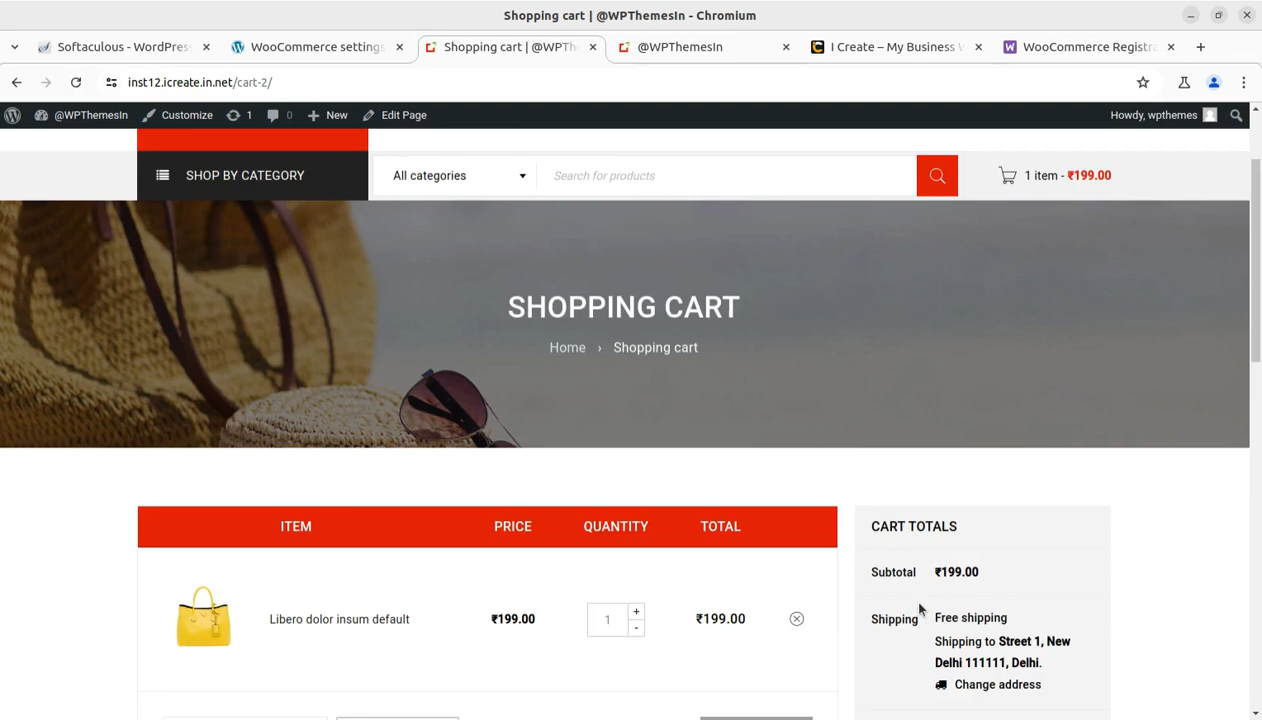 Shopping cart | @WPThemesIn - Chromium
Softaculous - WordPres
WooCommerce settings
Shopping cart | @WPTh
@WPThemesIn
I Create – My Business W
WooCommerce Registra
inst12.icreate.in.net/cart-2/
@WPThemesIn
Customize
1
0
New
Edit Page
Howdy, wpthemes
SHOP BY CATEGORY
All categories
Search for products
1 item - ₹199.00
SHOPPING CART
Home › Shopping cart
ITEM PRICE QUANTITY TOTAL
Libero dolor insum default ₹199.00 1 + - ₹199.00
CART TOTALS
Subtotal ₹199.00
Shipping Free shipping
Shipping to Street 1, New
Delhi 111111, Delhi.
Change address